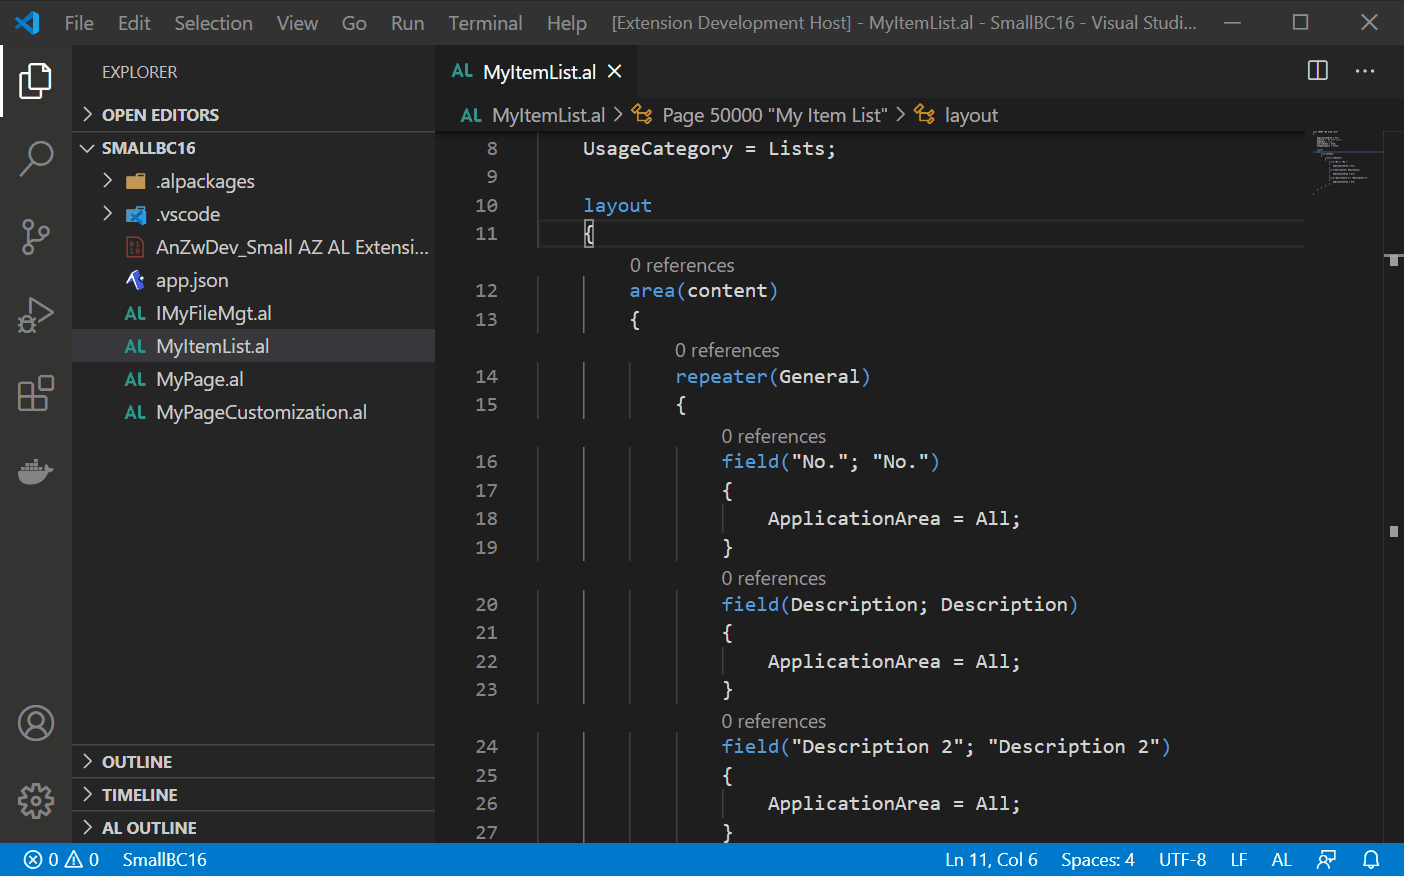 File Edit Selection View Go Run Terminal Help [Extension Development Host] - MyItemList.al - SmallBC16 - Visual Studi...
EXPLORER
OPEN EDITORS
SMALLBC16
.alpackages
.vscode
AnZwDev_Small AZ AL Extensi...
app.json
AL IMyFileMgt.al
AL MyItemList.al
AL MyPage.al
AL MyPageCustomization.al
OUTLINE
TIMELINE
AL OUTLINE
AL MyItemList.al
AL MyItemList.al > Page 50000 "My Item List" > layout
8 UsageCategory = Lists;
9
10 layout
11 {
0 references
12 area(content)
13 {
0 references
14 repeater(General)
15 {
0 references
16 field("No."; "No.")
17 {
18 ApplicationArea = All;
19 }
0 references
20 field(Description; Description)
21 {
22 ApplicationArea = All;
23 }
0 references
24 field("Description 2"; "Description 2")
25 {
26 ApplicationArea = All;
27 }
0 0 SmallBC16 Ln 11, Col 6 Spaces: 4 UTF-8 LF AL